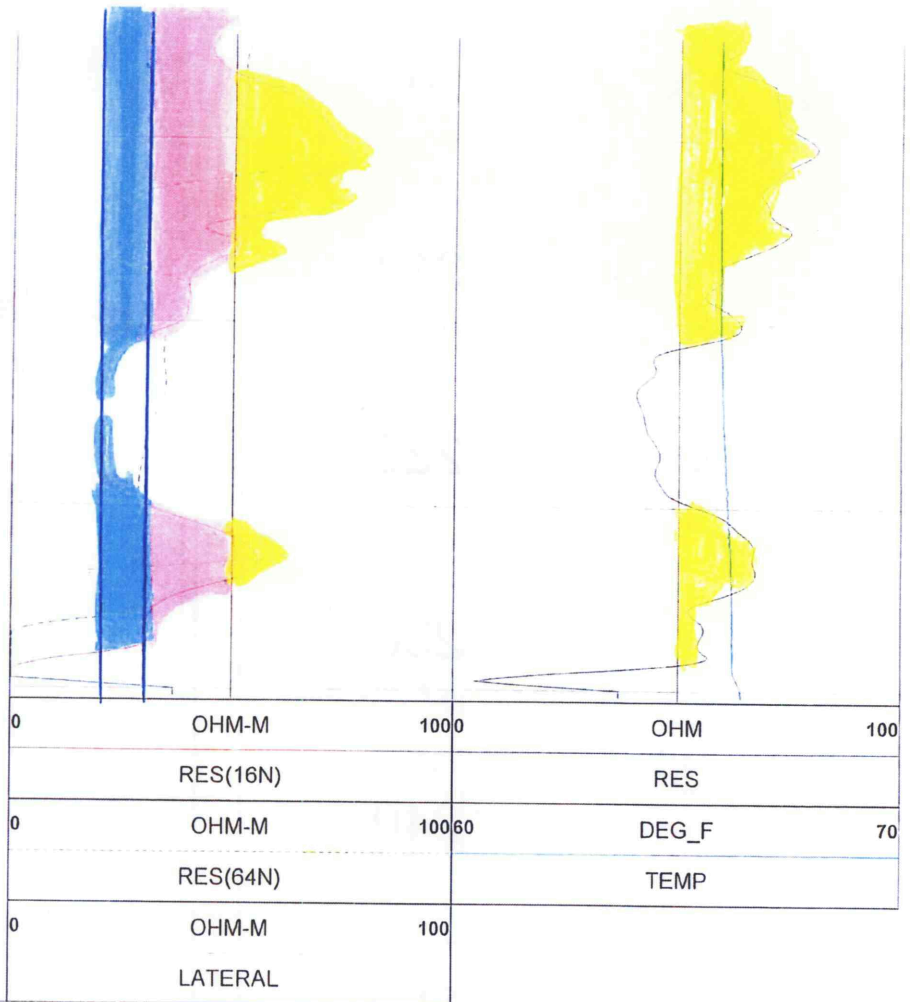 0 OHM-M 100 0 OHM 100
RES(16N) RES
0 OHM-M 100 60 DEG_F 70
RES(64N) TEMP
0 OHM-M 100
LATERAL